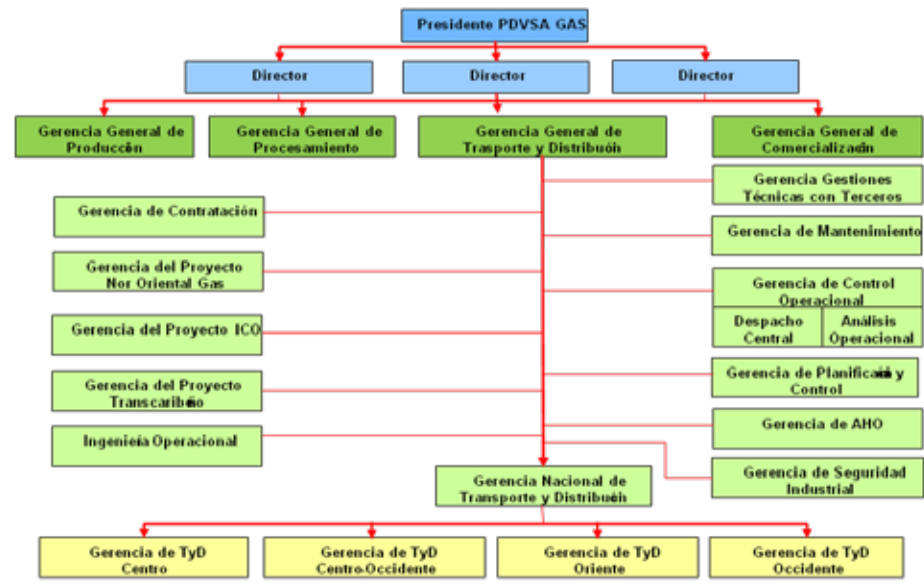 Presidente PDVSA GAS
Director
Director
Director
Gerencia General de
Producción
Gerencia General de
Procesamiento
Gerencia General de
Trasporte y Distribuón
Gerencia General de
Comercialización
Gerencia Gestiones
Técnicas con Terceros
Gerencia de Contratación
Gerencia de Mantenimiento
Gerencia del Proyecto
Nor Oriental Gas
Gerencia de Control
Operacional
Despacho
Central
Análisis
Operacional
Gerencia del Proyecto ICO
Gerencia de Planificación y
Control
Gerencia del Proyecto
Transcaribeño
Gerencia de AHO
Ingeniería Operacional
Gerencia de Seguridad
Industrial
Gerencia Nacional de
Transporte y Distribuón
Gerencia de TyD
Centro
Gerencia de TyD
Centro-Occidente
Gerencia de TyD
Oriente
Gerencia de TyD
Occidente